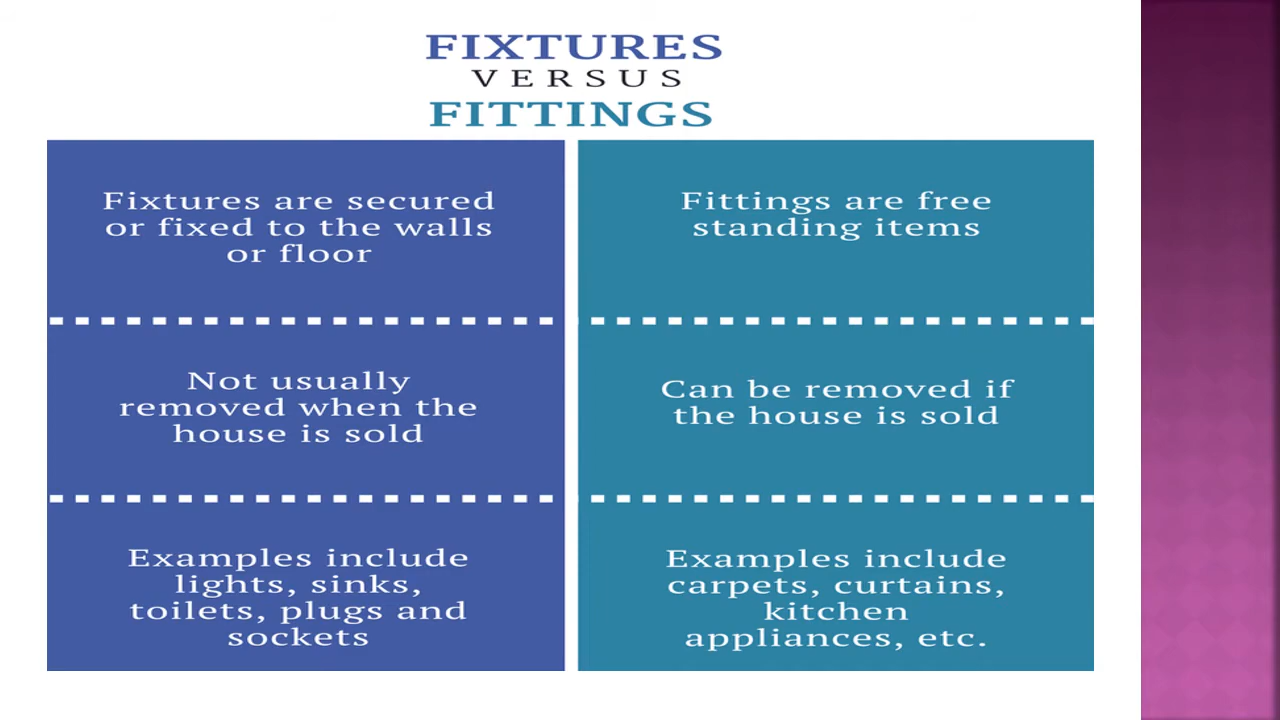 FIXTURES
VERSUS
FITTINGS
Fixtures are secured
or fixed to the walls
or floor
Fittings are free
standing items
Not usually
removed when the
house is sold
Can be removed if
the house is sold
Examples include
lights, sinks,
toilets, plugs and
sockets
Examples include
carpets, curtains,
kitchen
appliances, etc.